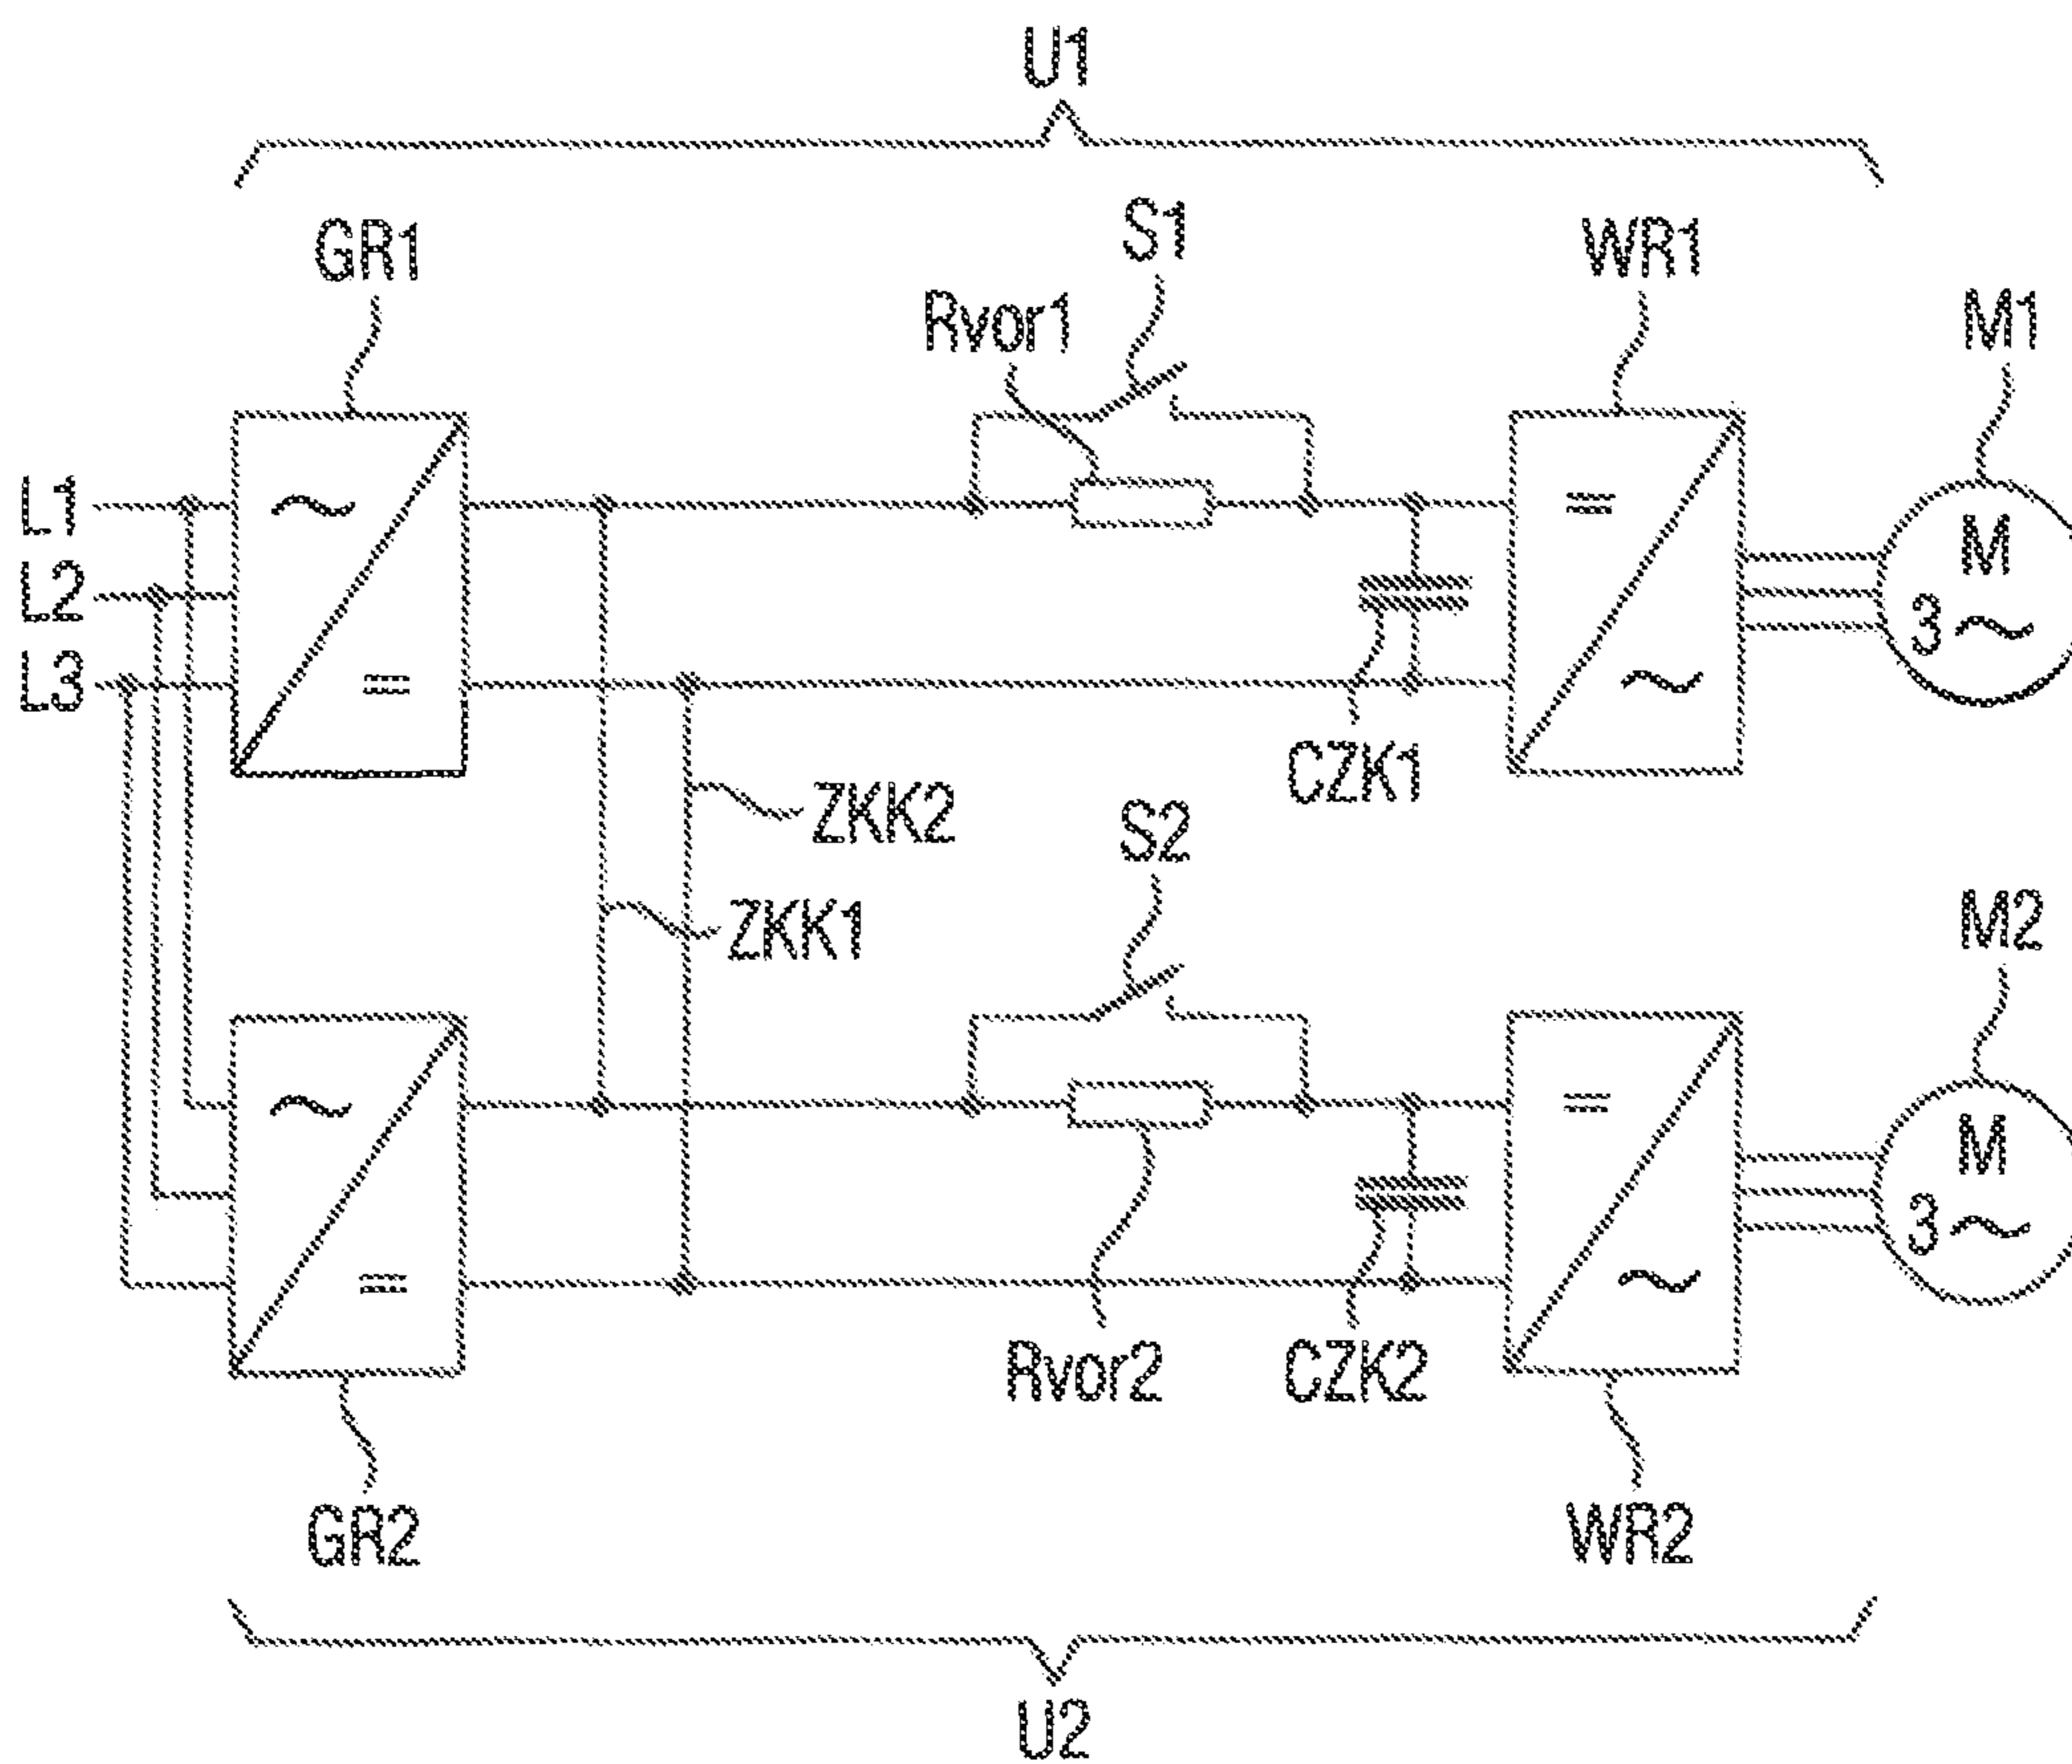 U1
GR1
S1
WR1
Rvor1
M1
L1
L2
L3
~
=
=
~
M
3~
CZK1
ZKK2
S2
ZKK1
M2
~
=
=
~
M
3~
Rvor2
CZK2
GR2
WR2
U2